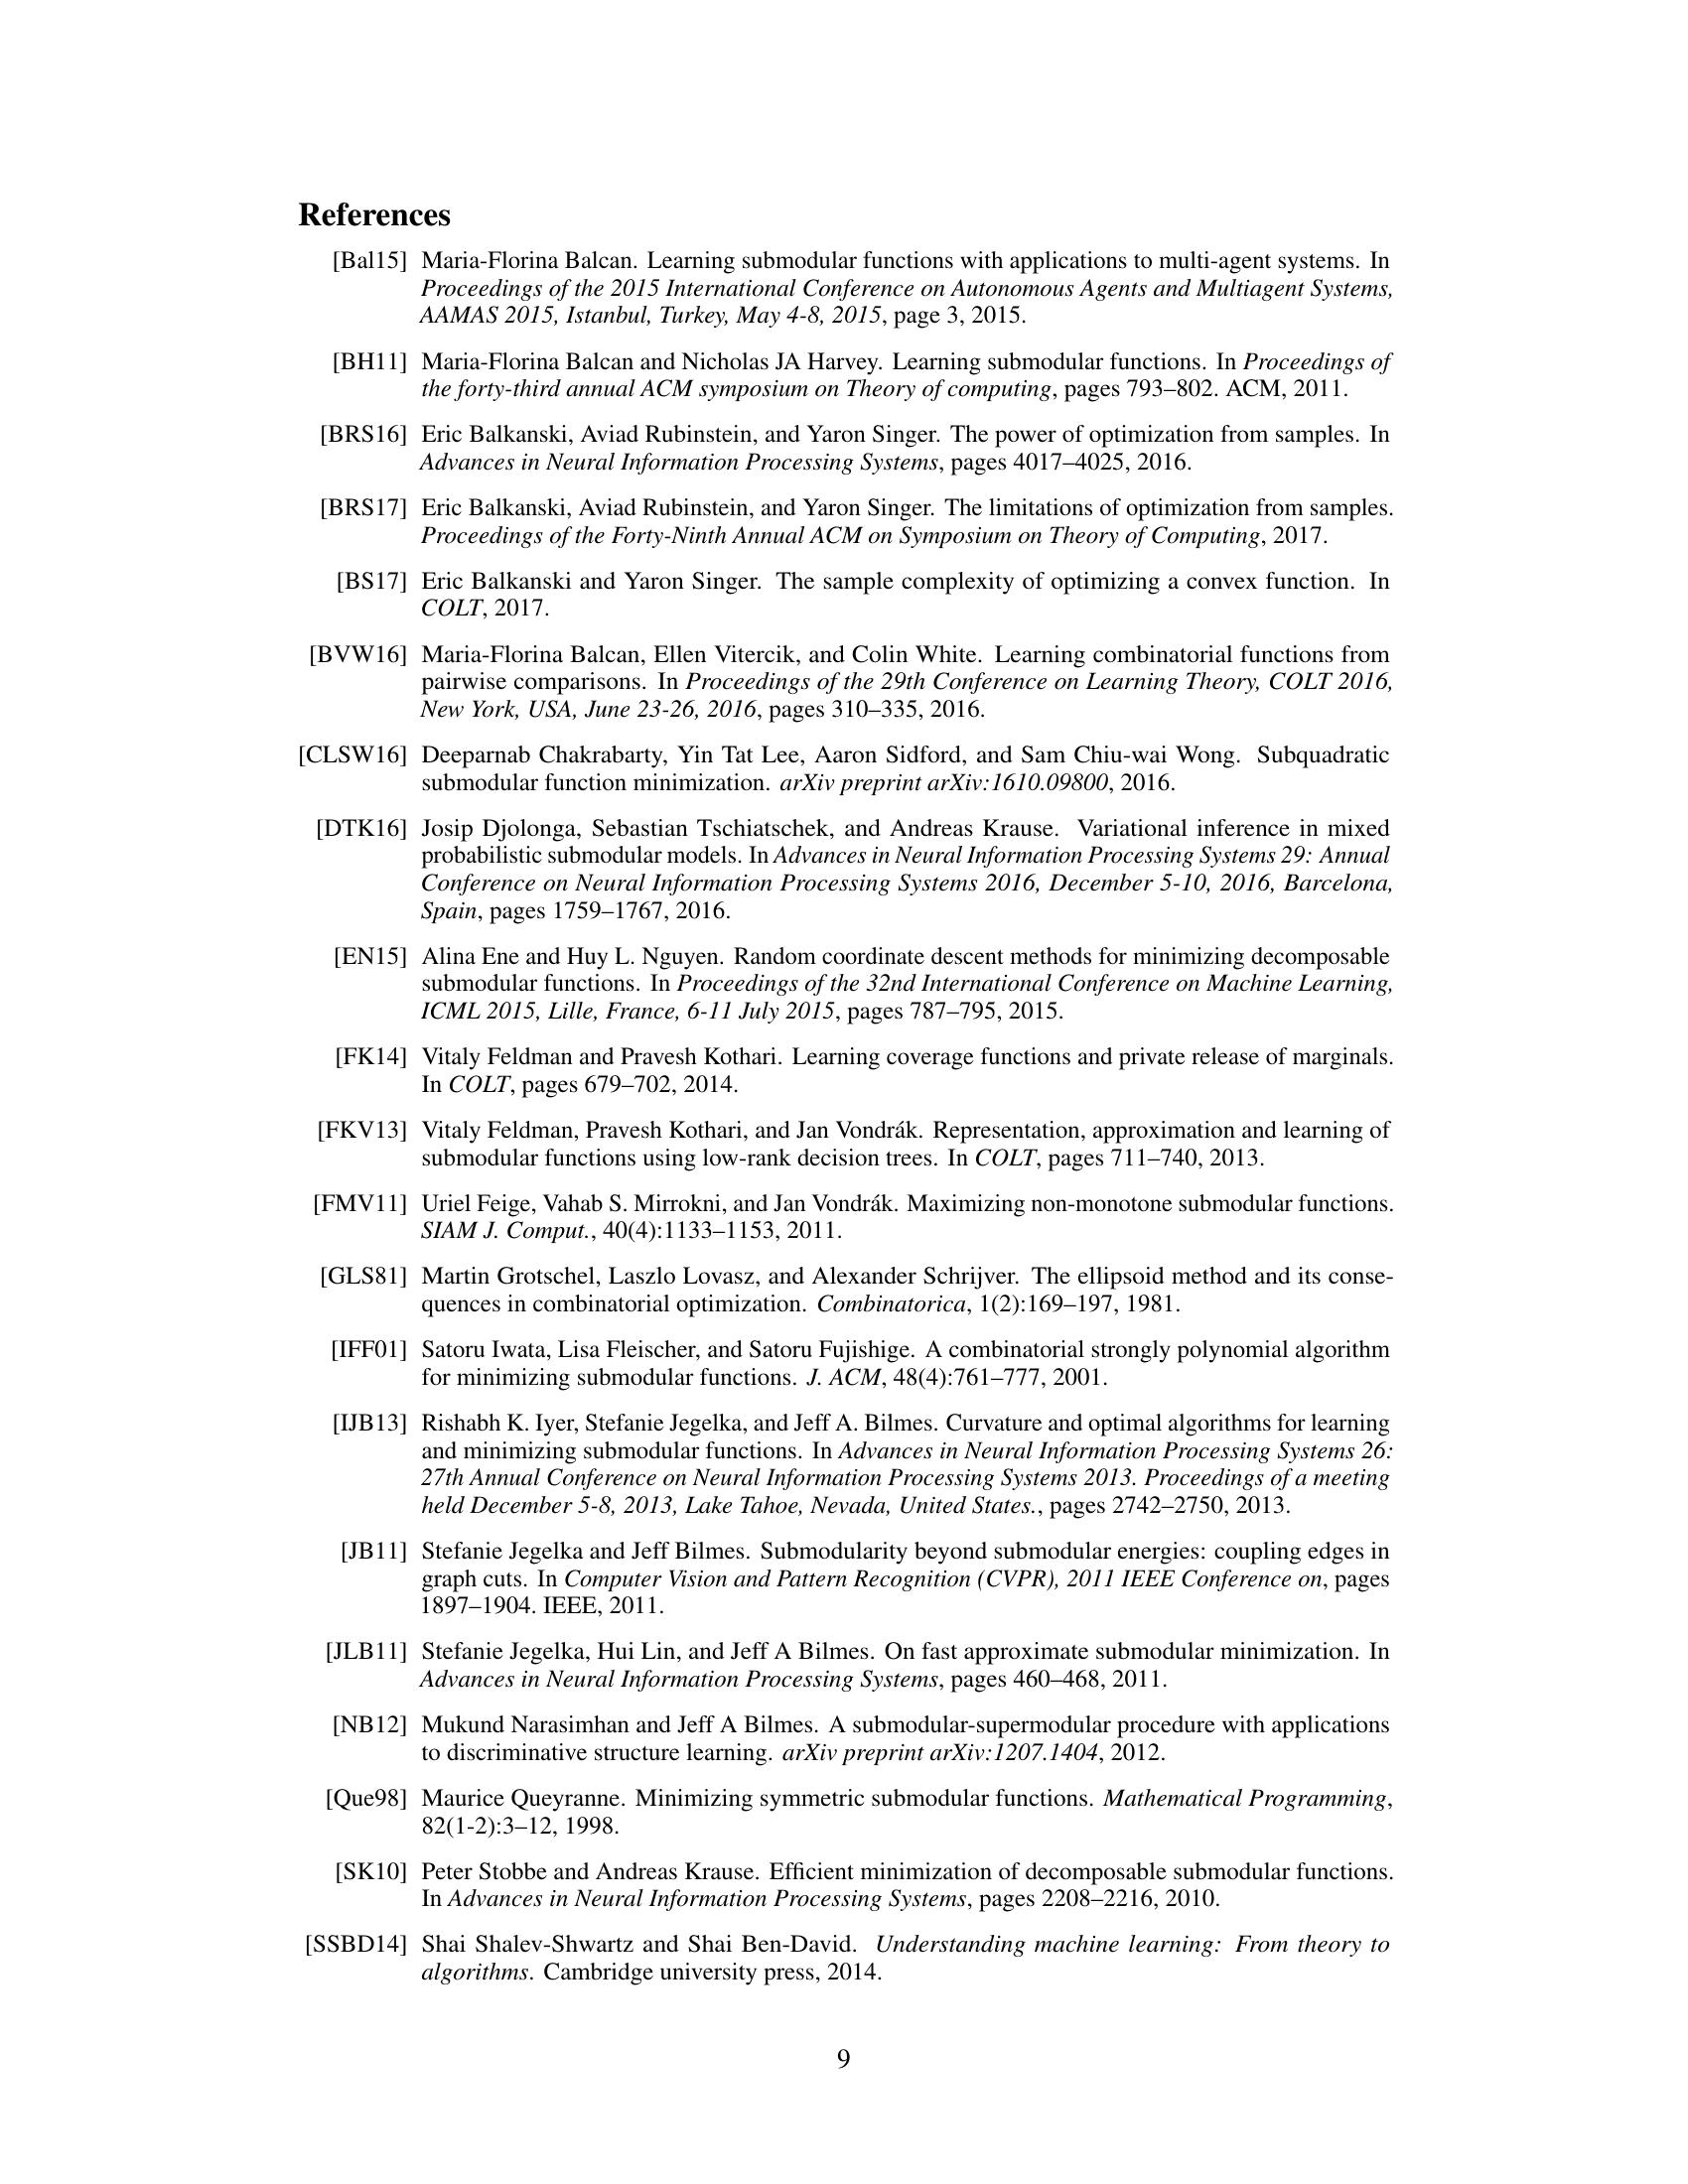 References
[Bal15] Maria-Florina Balcan. Learning submodular functions with applications to multi-agent systems. In
Proceedings of the 2015 International Conference on Autonomous Agents and Multiagent Systems,
AAMAS 2015, Istanbul, Turkey, May 4-8, 2015, page 3, 2015.
[BH11] Maria-Florina Balcan and Nicholas JA Harvey. Learning submodular functions. In Proceedings of
the forty-third annual ACM symposium on Theory of computing, pages 793–802. ACM, 2011.
[BRS16] Eric Balkanski, Aviad Rubinstein, and Yaron Singer. The power of optimization from samples. In
Advances in Neural Information Processing Systems, pages 4017–4025, 2016.
[BRS17] Eric Balkanski, Aviad Rubinstein, and Yaron Singer. The limitations of optimization from samples.
Proceedings of the Forty-Ninth Annual ACM on Symposium on Theory of Computing, 2017.
[BS17] Eric Balkanski and Yaron Singer. The sample complexity of optimizing a convex function. In
COLT, 2017.
[BVW16] Maria-Florina Balcan, Ellen Vitercik, and Colin White. Learning combinatorial functions from
pairwise comparisons. In Proceedings of the 29th Conference on Learning Theory, COLT 2016,
New York, USA, June 23-26, 2016, pages 310–335, 2016.
[CLSW16] Deeparnab Chakrabarty, Yin Tat Lee, Aaron Sidford, and Sam Chiu-wai Wong. Subquadratic
submodular function minimization. arXiv preprint arXiv:1610.09800, 2016.
[DTK16] Josip Djolonga, Sebastian Tschiatschek, and Andreas Krause. Variational inference in mixed
probabilistic submodular models. In Advances in Neural Information Processing Systems 29: Annual
Conference on Neural Information Processing Systems 2016, December 5-10, 2016, Barcelona,
Spain, pages 1759–1767, 2016.
[EN15] Alina Ene and Huy L. Nguyen. Random coordinate descent methods for minimizing decomposable
submodular functions. In Proceedings of the 32nd International Conference on Machine Learning,
ICML 2015, Lille, France, 6-11 July 2015, pages 787–795, 2015.
[FK14] Vitaly Feldman and Pravesh Kothari. Learning coverage functions and private release of marginals.
In COLT, pages 679–702, 2014.
[FKV13] Vitaly Feldman, Pravesh Kothari, and Jan Vondrák. Representation, approximation and learning of
submodular functions using low-rank decision trees. In COLT, pages 711–740, 2013.
[FMV11] Uriel Feige, Vahab S. Mirrokni, and Jan Vondrák. Maximizing non-monotone submodular functions.
SIAM J. Comput., 40(4):1133–1153, 2011.
[GLS81] Martin Grotschel, Laszlo Lovasz, and Alexander Schrijver. The ellipsoid method and its conse-
quences in combinatorial optimization. Combinatorica, 1(2):169–197, 1981.
[IFF01] Satoru Iwata, Lisa Fleischer, and Satoru Fujishige. A combinatorial strongly polynomial algorithm
for minimizing submodular functions. J. ACM, 48(4):761–777, 2001.
[IJB13] Rishabh K. Iyer, Stefanie Jegelka, and Jeff A. Bilmes. Curvature and optimal algorithms for learning
and minimizing submodular functions. In Advances in Neural Information Processing Systems 26:
27th Annual Conference on Neural Information Processing Systems 2013. Proceedings of a meeting
held December 5-8, 2013, Lake Tahoe, Nevada, United States., pages 2742–2750, 2013.
[JB11] Stefanie Jegelka and Jeff Bilmes. Submodularity beyond submodular energies: coupling edges in
graph cuts. In Computer Vision and Pattern Recognition (CVPR), 2011 IEEE Conference on, pages
1897–1904. IEEE, 2011.
[JLB11] Stefanie Jegelka, Hui Lin, and Jeff A Bilmes. On fast approximate submodular minimization. In
Advances in Neural Information Processing Systems, pages 460–468, 2011.
[NB12] Mukund Narasimhan and Jeff A Bilmes. A submodular-supermodular procedure with applications
to discriminative structure learning. arXiv preprint arXiv:1207.1404, 2012.
[Que98] Maurice Queyranne. Minimizing symmetric submodular functions. Mathematical Programming,
82(1-2):3–12, 1998.
[SK10] Peter Stobbe and Andreas Krause. Efficient minimization of decomposable submodular functions.
In Advances in Neural Information Processing Systems, pages 2208–2216, 2010.
[SSBD14] Shai Shalev-Shwartz and Shai Ben-David. Understanding machine learning: From theory to
algorithms. Cambridge university press, 2014.
9